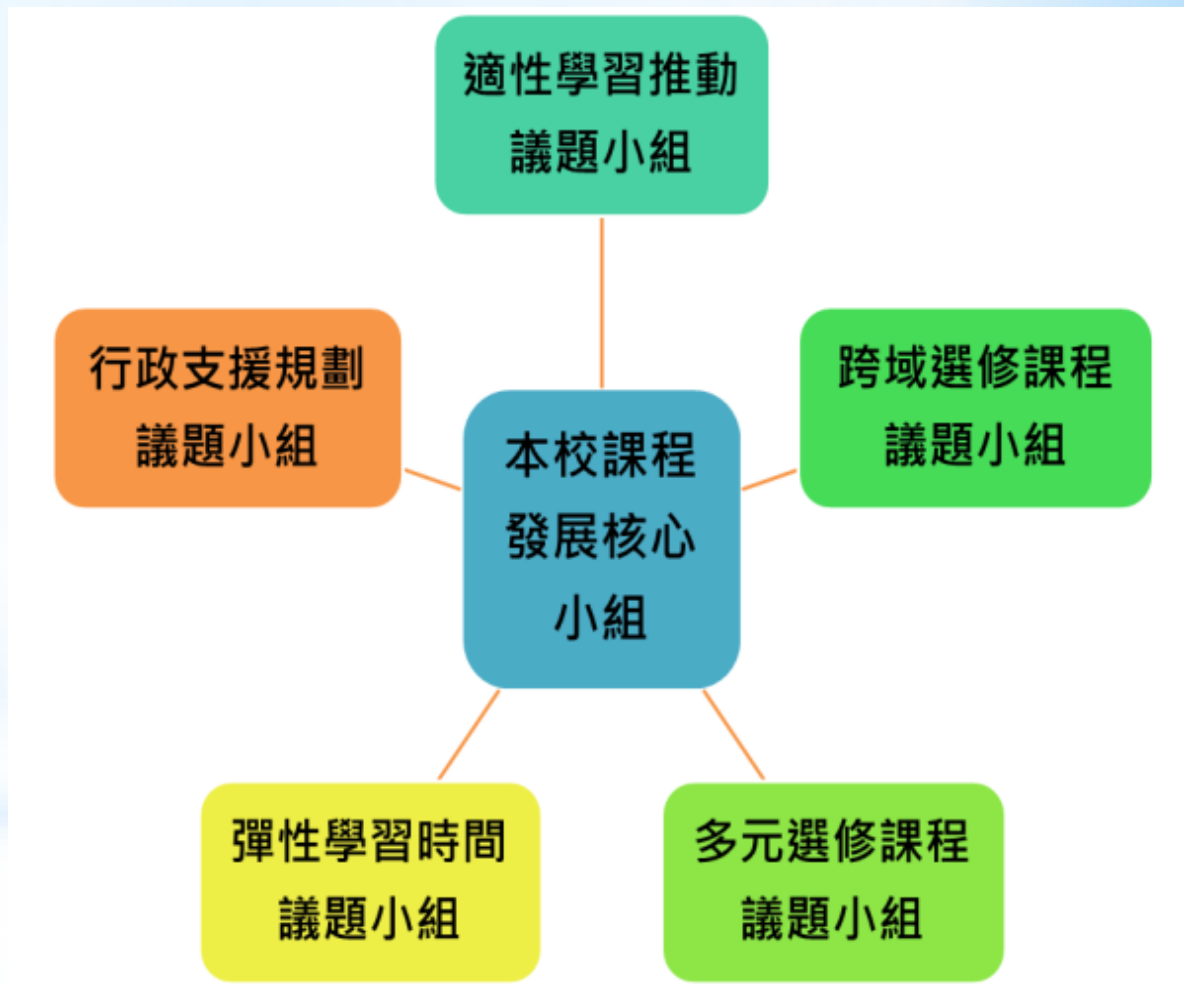 適性學習推動
議題小組
行政支援規劃
議題小組
跨域選修課程
議題小組
本校課程
發展核心
小組
彈性學習時間
議題小組
多元選修課程
議題小組